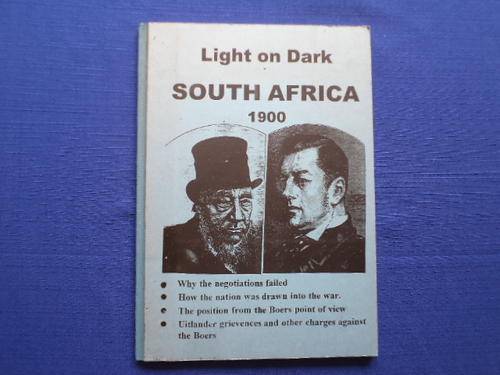 Light on Dark
SOUTH AFRICA
1900
Why the negotiations failed
How the nation was drawn into the war.
The position from the Boers point of view
Uitlander grievences and other charges against
the Boers